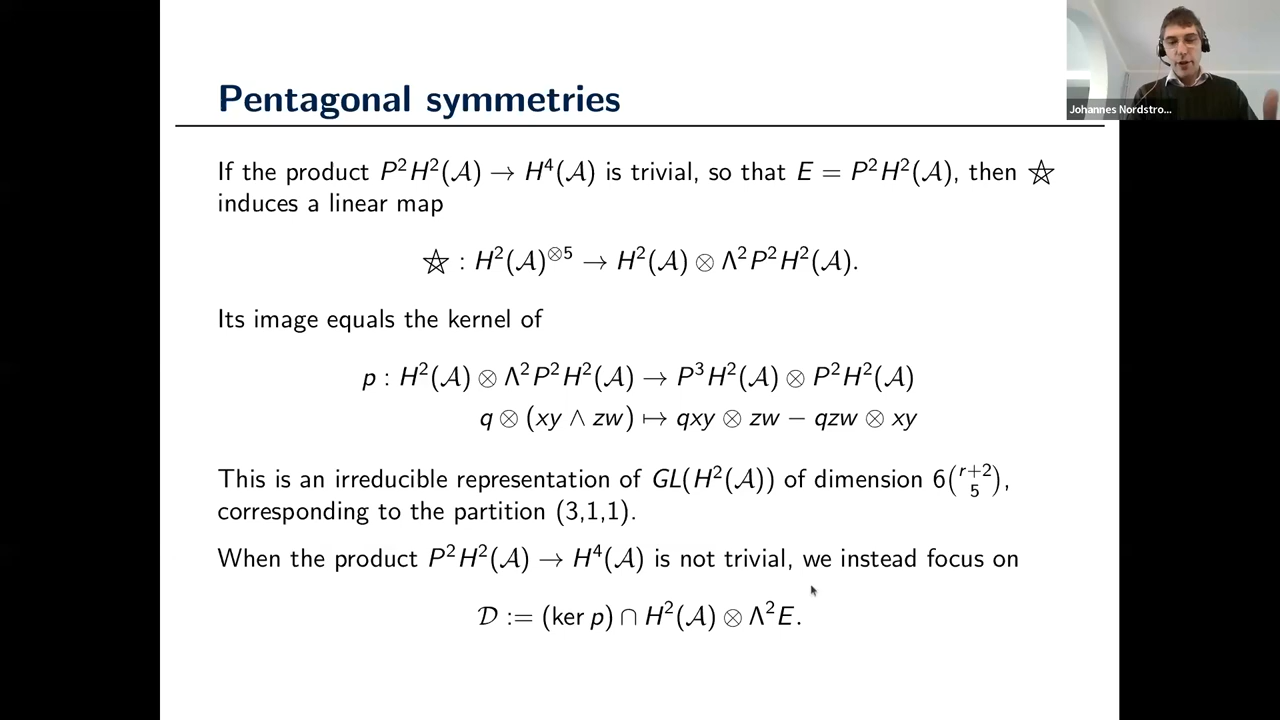 Johannes Nordstro...
Pentagonal symmetries
If the product P²H²(𝒜) → H⁴(𝒜) is trivial, so that E = P²H²(𝒜), then ⛤
induces a linear map
⛤ : H²(𝒜)^{⊗5} → H²(𝒜) ⊗ Λ²P²H²(𝒜).
Its image equals the kernel of
p : H²(𝒜) ⊗ Λ²P²H²(𝒜) → P³H²(𝒜) ⊗ P²H²(𝒜)
q ⊗ (xy ∧ zw) ↦ qxy ⊗ zw − qzw ⊗ xy
This is an irreducible representation of GL(H²(𝒜)) of dimension 6\binom{r+2}{5},
corresponding to the partition (3,1,1).
When the product P²H²(𝒜) → H⁴(𝒜) is not trivial, we instead focus on
𝒟 := (ker p) ∩ H²(𝒜) ⊗ Λ²E.